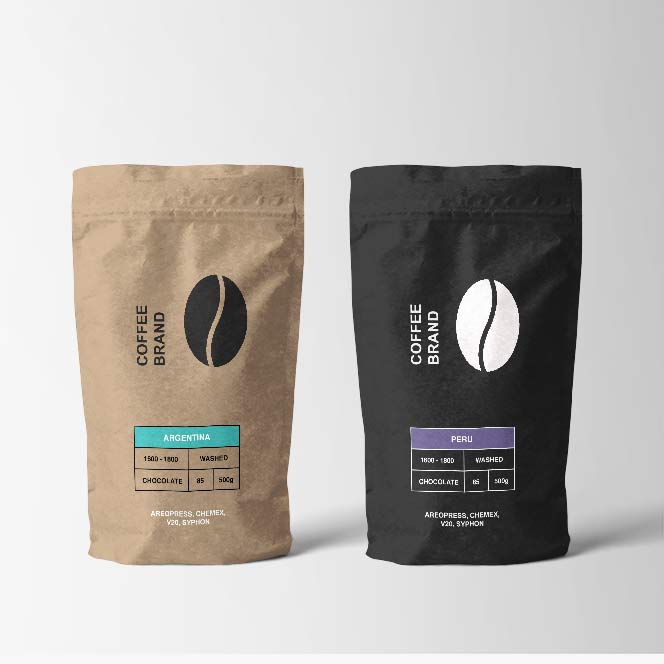 COFFEE
BRAND
ARGENTINA
1600 - 1800 WASHED
CHOCOLATE 85 500g
AREOPRESS, CHEMEX,
V20, SYPHON
COFFEE
BRAND
PERU
1600 - 1800 WASHED
CHOCOLATE 85 500g
AREOPRESS, CHEMEX,
V20, SYPHON